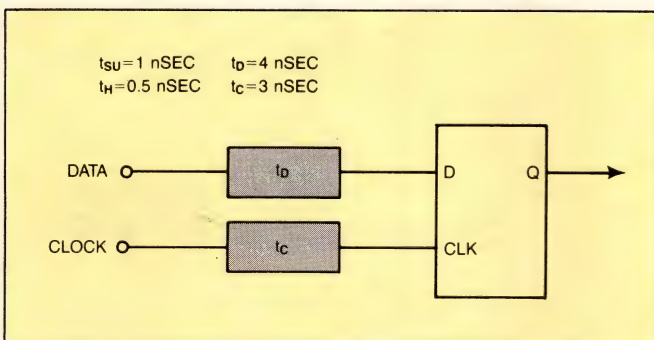 tSU=1 nSEC tD=4 nSEC
tH=0.5 nSEC tC=3 nSEC
DATA tD D Q
CLOCK tC CLK